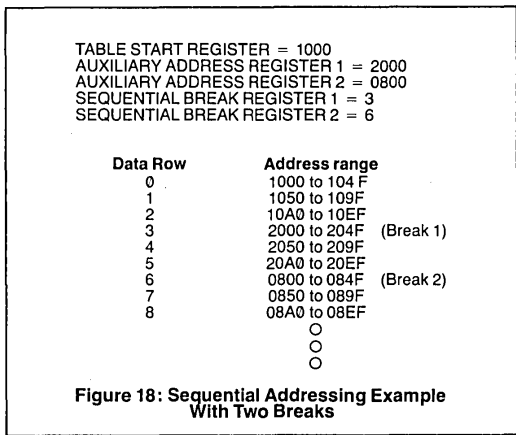 TABLE START REGISTER = 1000
AUXILIARY ADDRESS REGISTER 1 = 2000
AUXILIARY ADDRESS REGISTER 2 = 0800
SEQUENTIAL BREAK REGISTER 1 = 3
SEQUENTIAL BREAK REGISTER 2 = 6
Data Row Address range
0 1000 to 104 F
1 1050 to 109F
2 10A0 to 10EF
3 2000 to 204F (Break 1)
4 2050 to 209F
5 20A0 to 20EF
6 0800 to 084F (Break 2)
7 0850 to 089F
8 08A0 to 08EF
O
O
O
Figure 18: Sequential Addressing Example
With Two Breaks